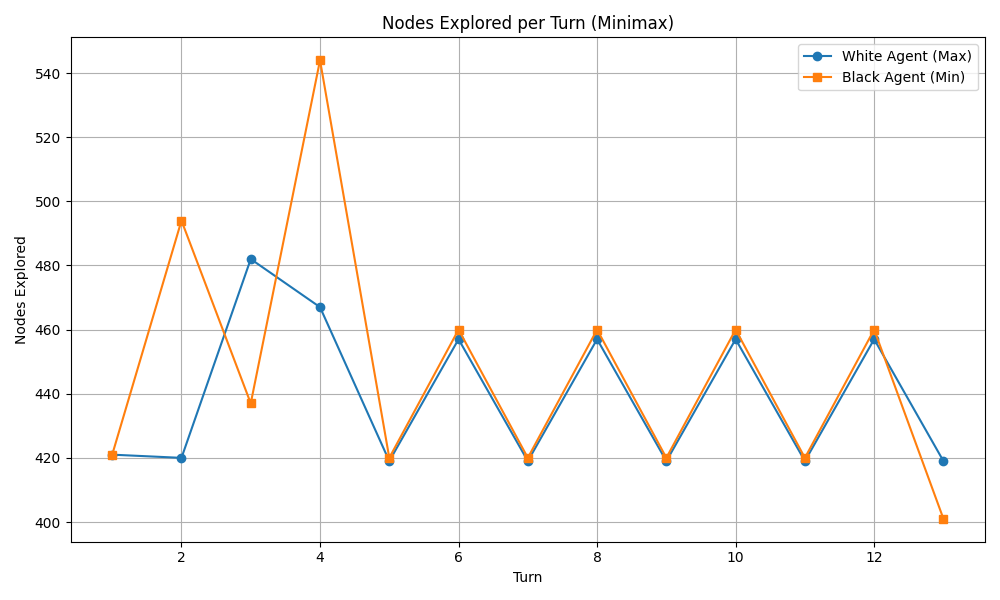 Nodes Explored per Turn (Minimax)
White Agent (Max)
Black Agent (Min)
Nodes Explored
540
520
500
480
460
440
420
400
2 4 6 8 10 12
Turn